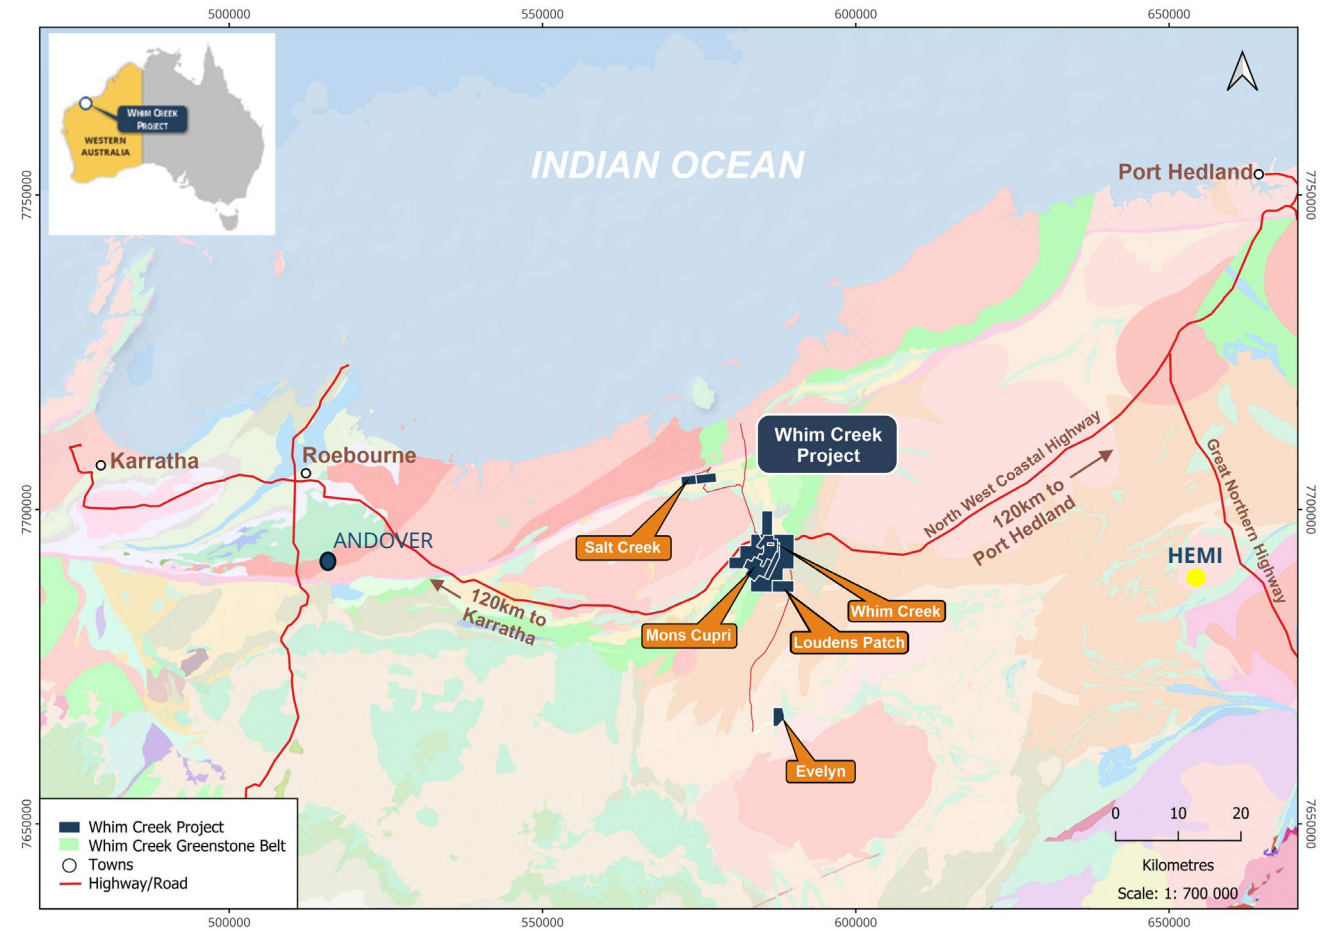 500000
550000
600000
650000
WHIM CREEK
PROJECT
WESTERN
AUSTRALIA
INDIAN OCEAN
Port Hedland
7750000
7750000
Whim Creek
Project
Karratha
Roebourne
North West Coastal Highway
120km to
Port Hedland
Great Northern Highway
7700000
7700000
Salt Creek
ANDOVER
HEMI
120km to
Karratha
Whim Creek
Mons Cupri
Loudens Patch
Evelyn
7650000
7650000
Whim Creek Project
Whim Creek Greenstone Belt
Towns
Highway/Road
0 10 20
Kilometres
Scale: 1: 700 000
500000
550000
600000
650000